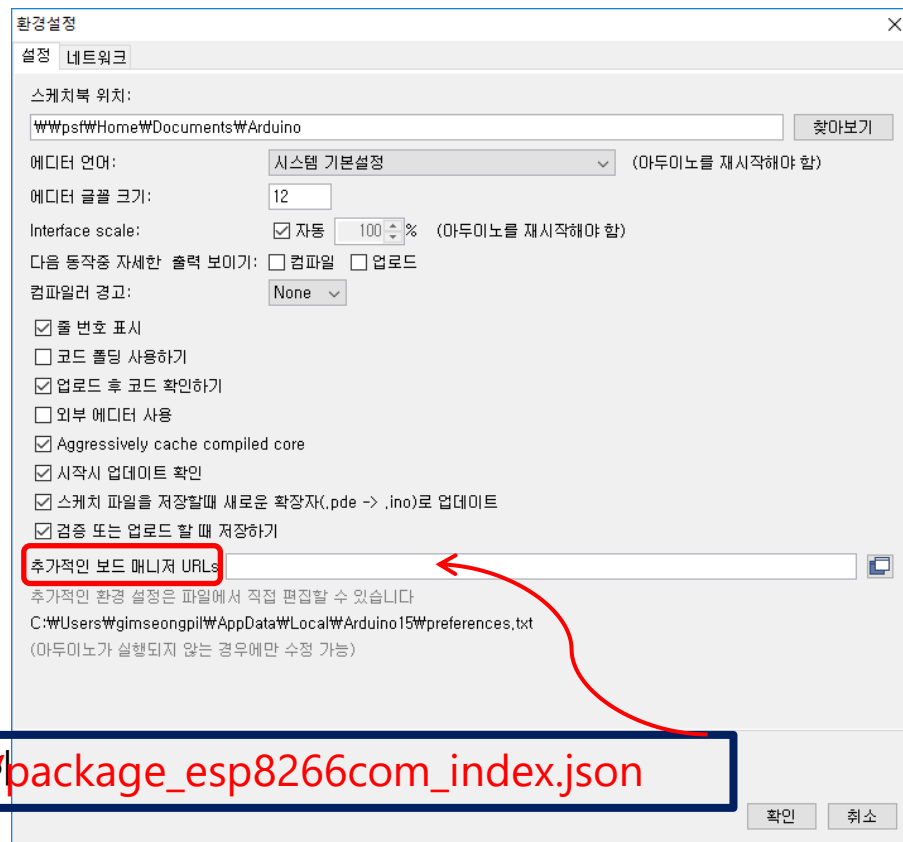 환경설정
설정 네트워크
스케치북 위치:
₩₩psf₩Home₩Documents₩Arduino 찾아보기
에디터 언어: 시스템 기본설정 (아두이노를 재시작해야 함)
에디터 글꼴 크기: 12
Interface scale: 자동 100 % (아두이노를 재시작해야 함)
다음 동작중 자세한 출력 보이기: 컴파일 업로드
컴파일러 경고: None
줄 번호 표시
코드 폴딩 사용하기
업로드 후 코드 확인하기
외부 에디터 사용
Aggressively cache compiled core
시작시 업데이트 확인
스케치 파일을 저장할때 새로운 확장자(.pde -> .ino)로 업데이트
검증 또는 업로드 할 때 저장하기
추가적인 보드 매니저 URLs
추가적인 환경 설정은 파일에서 직접 편집할 수 있습니다
C:₩Users₩gimseongpil₩AppData₩Local₩Arduino15₩preferences.txt
(아두이노가 실행되지 않는 경우에만 수정 가능)
/package_esp8266com_index.json
확인 취소